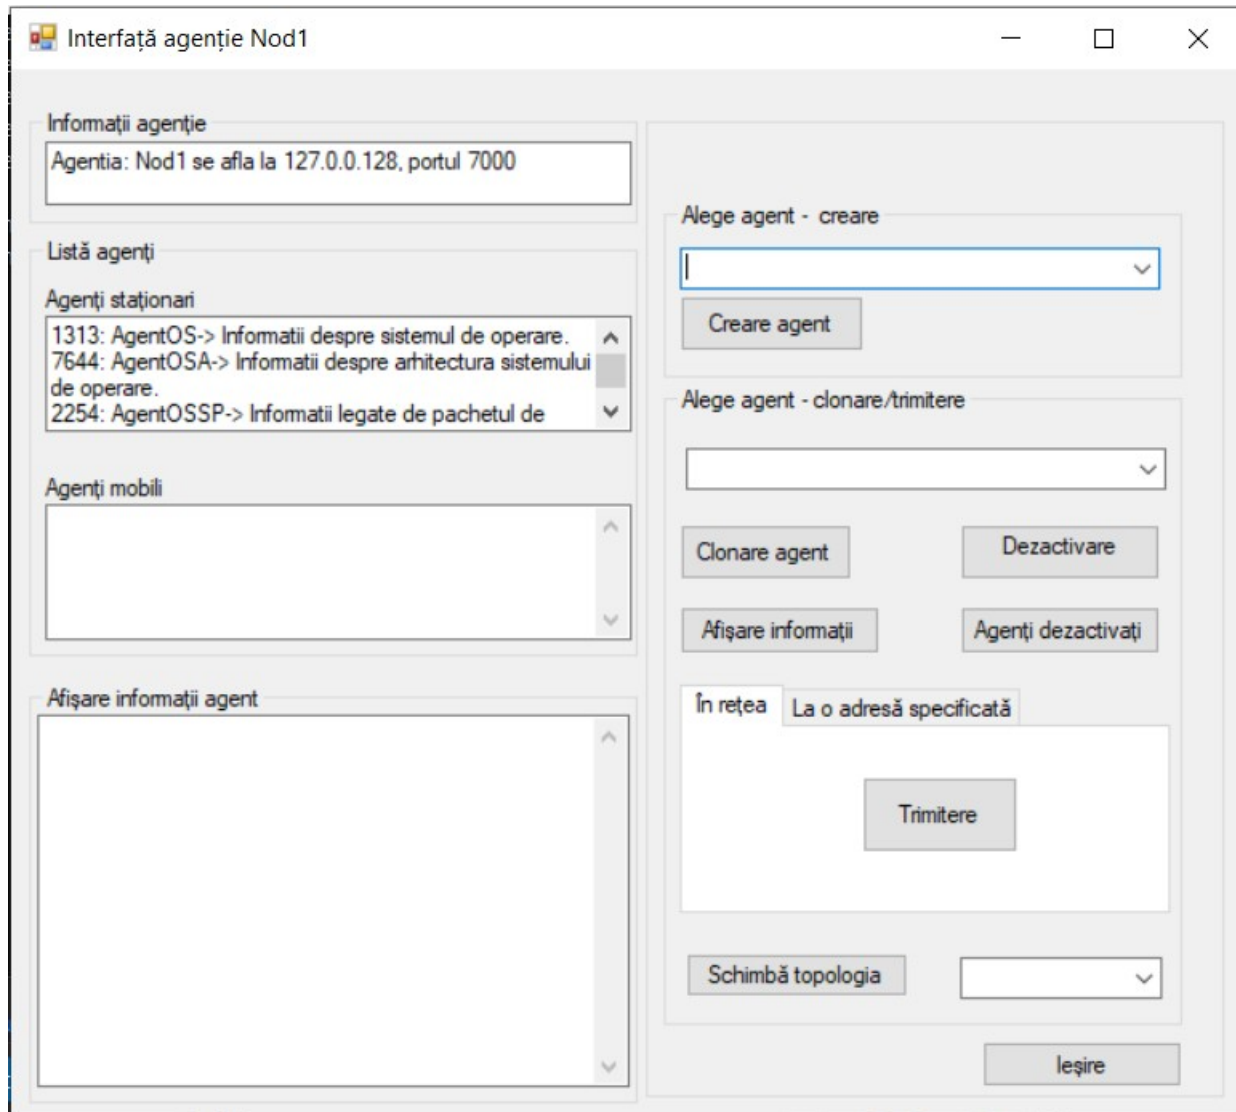 Interfață agenție Nod1
Informații agenție
Agentia: Nod1 se afla la 127.0.0.128, portul 7000
Listă agenți
Agenți staționari
1313: AgentOS-> Informatii despre sistemul de operare.
7644: AgentOSA-> Informatii despre arhitectura sistemului
de operare.
2254: AgentOSSP-> Informatii legate de pachetul de
Agenți mobili
Afișare informații agent
Alege agent - creare
Creare agent
Alege agent - clonare/trimitere
Clonare agent
Dezactivare
Afișare informații
Agenți dezactivați
În rețea
La o adresă specificată
Trimitere
Schimbă topologia
Ieșire